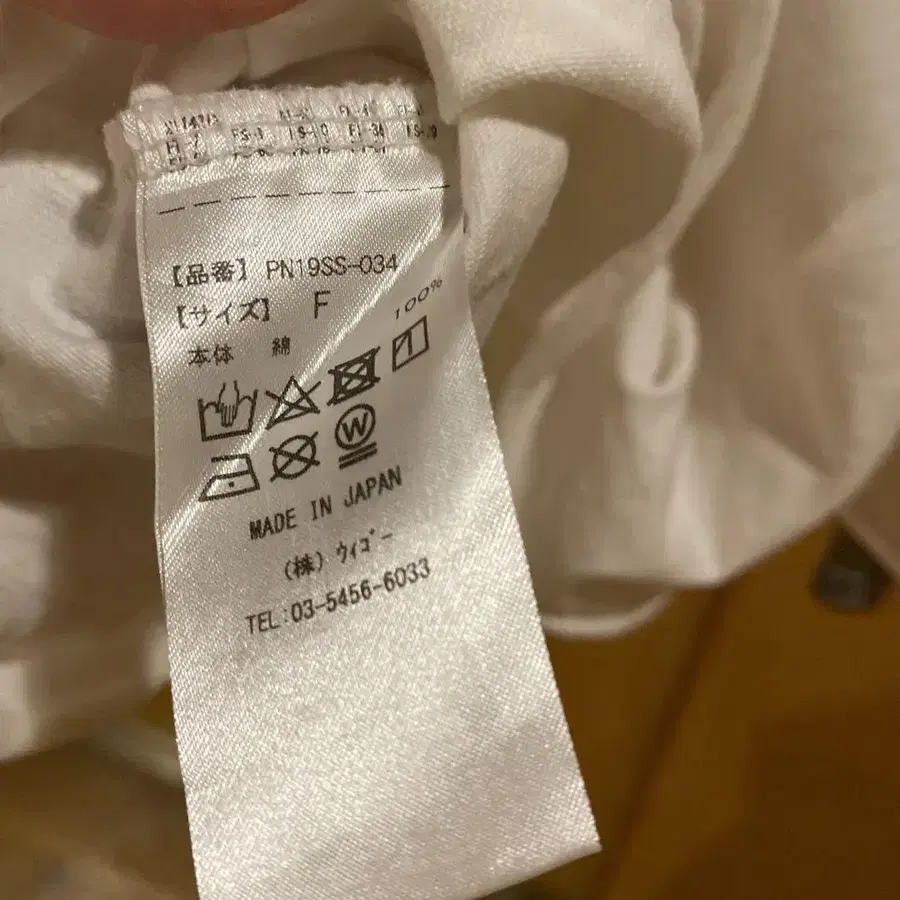 【品番】 PN19SS-034
【サイズ】 F
本体 綿 100%
W
MADE IN JAPAN
(株) ウィゴー
TEL:03-5456-6033